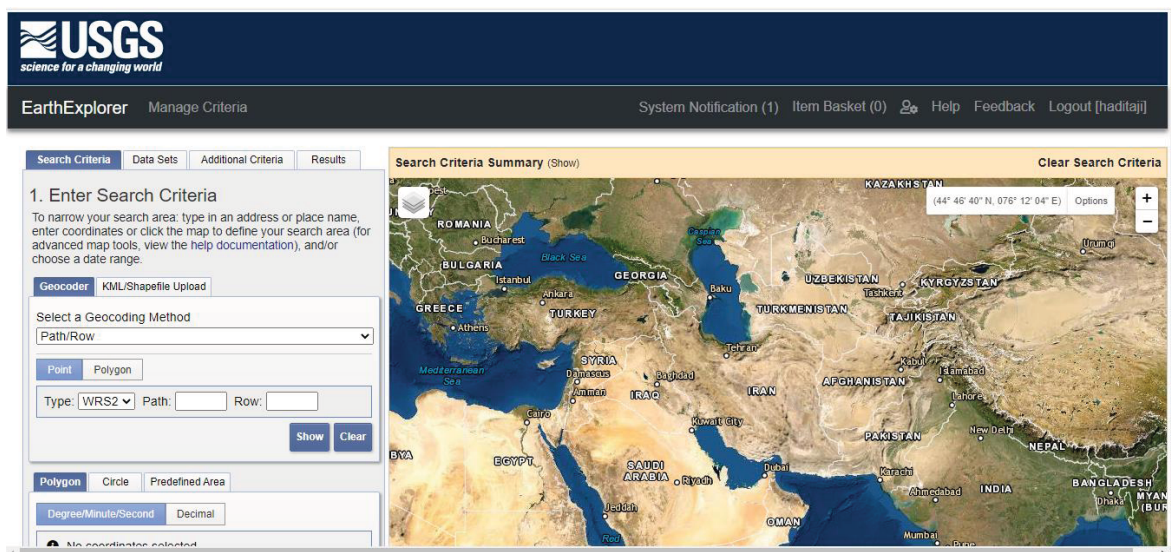 USGS
science for a changing world
EarthExplorer Manage Criteria System Notification (1) Item Basket (0) Help Feedback Logout [haditaji]
Search Criteria Data Sets Additional Criteria Results
1. Enter Search Criteria
To narrow your search area: type in an address or place name,
enter coordinates or click the map to define your search area (for
advanced map tools, view the help documentation), and/or
choose a date range.
Geocoder KML/Shapefile Upload
Select a Geocoding Method
Path/Row
Point Polygon
Type: WRS2 Path: Row:
Show Clear
Polygon Circle Predefined Area
Degree/Minute/Second Decimal
No coordinates selected
Search Criteria Summary (Show) Clear Search Criteria
(44° 46' 40" N, 076° 12' 04" E) Options
+
−
KAZAKHSTAN
ROMANIA
Bucharest
Caspian
Sea
Urumqi
BULGARIA
Black Sea
Istanbul
GEORGIA
Baku
UZBEKISTAN
Tashkent
KYRGYZSTAN
Ankara
GREECE
TURKEY
TURKMENISTAN
TAJIKISTAN
Athens
Tehran
Mediterranean
Sea
SYRIA
Damascus
Baghdad
Kabul
Islamabad
Amman
IRAQ
IRAN
AFGHANISTAN
Lahore
Cairo
Kuwait City
New Delhi
PAKISTAN
NEPAL
BYA
EGYPT
SAUDI
ARABIA
Riyadh
Dubai
Karachi
Ahmedabad
INDIA
BANGLADESH
Dhaka
MYAN
(BUR
Jeddah
OMAN
Red
Mumbai
Pune